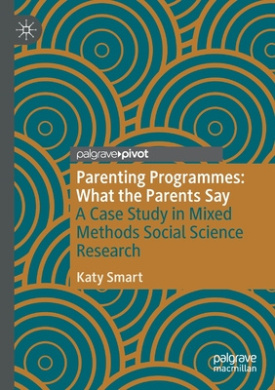 palgrave▸pivot
Parenting Programmes:
What the Parents Say
A Case Study in Mixed
Methods Social Science
Research
Katy Smart
palgrave
macmillan